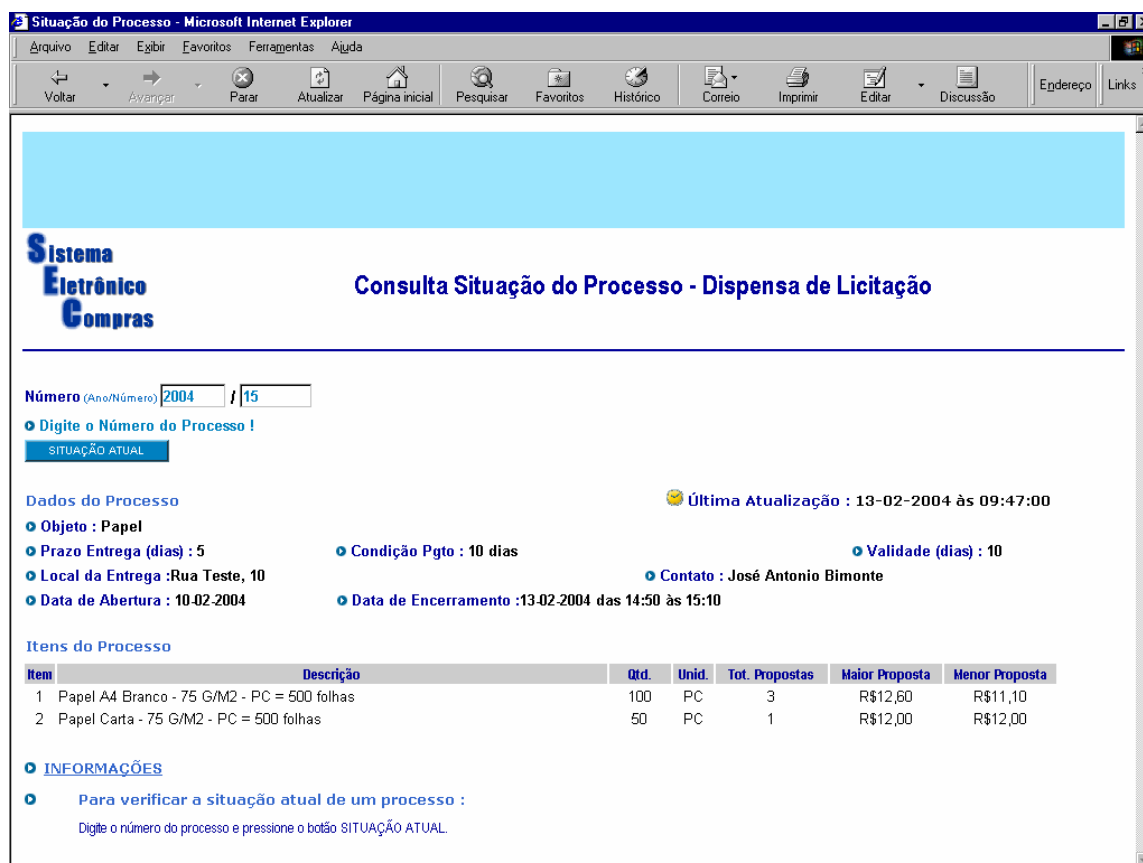 Situação do Processo - Microsoft Internet Explorer
Arquivo Editar Exibir Favoritos Ferramentas Ajuda
Voltar Avançar Parar Atualizar Página inicial Pesquisar Favoritos Histórico Correio Imprimir Editar Discussão Endereço Links
Sistema
Eletrônico
Compras
Consulta Situação do Processo - Dispensa de Licitação
Número (Ano/Número) 2004 / 15
Digite o Número do Processo !
SITUAÇÃO ATUAL
Dados do Processo Última Atualização : 13-02-2004 às 09:47:00
Objeto : Papel
Prazo Entrega (dias) : 5 Condição Pgto : 10 dias Validade (dias) : 10
Local da Entrega :Rua Teste, 10 Contato : José Antonio Bimonte
Data de Abertura : 10-02-2004 Data de Encerramento :13-02-2004 das 14:50 às 15:10
Itens do Processo
Item Descrição Qtd. Unid. Tot. Propostas Maior Proposta Menor Proposta
1 Papel A4 Branco - 75 G/M2 - PC = 500 folhas 100 PC 3 R$12,60 R$11,10
2 Papel Carta - 75 G/M2 - PC = 500 folhas 50 PC 1 R$12,00 R$12,00
INFORMAÇÕES
Para verificar a situação atual de um processo :
Digite o número do processo e pressione o botão SITUAÇÃO ATUAL.